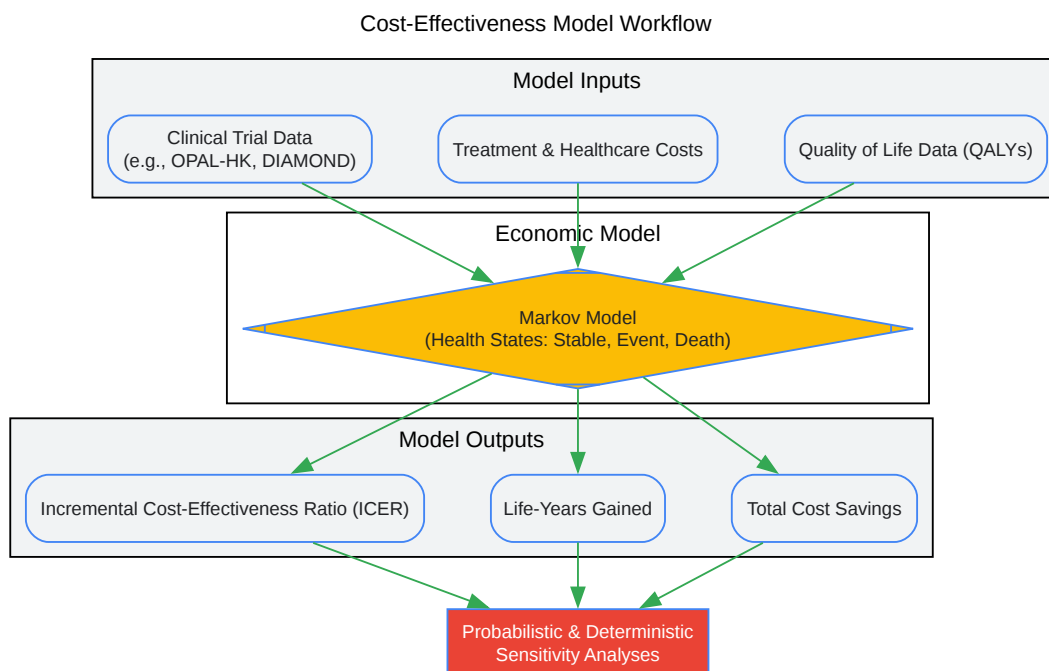 Cost-Effectiveness Model Workflow
Model Inputs
Clinical Trial Data
(e.g., OPAL-HK, DIAMOND)
Treatment & Healthcare Costs
Quality of Life Data (QALYs)
Economic Model
Markov Model
(Health States: Stable, Event, Death)
Model Outputs
Incremental Cost-Effectiveness Ratio (ICER)
Life-Years Gained
Total Cost Savings
Probabilistic & Deterministic
Sensitivity Analyses